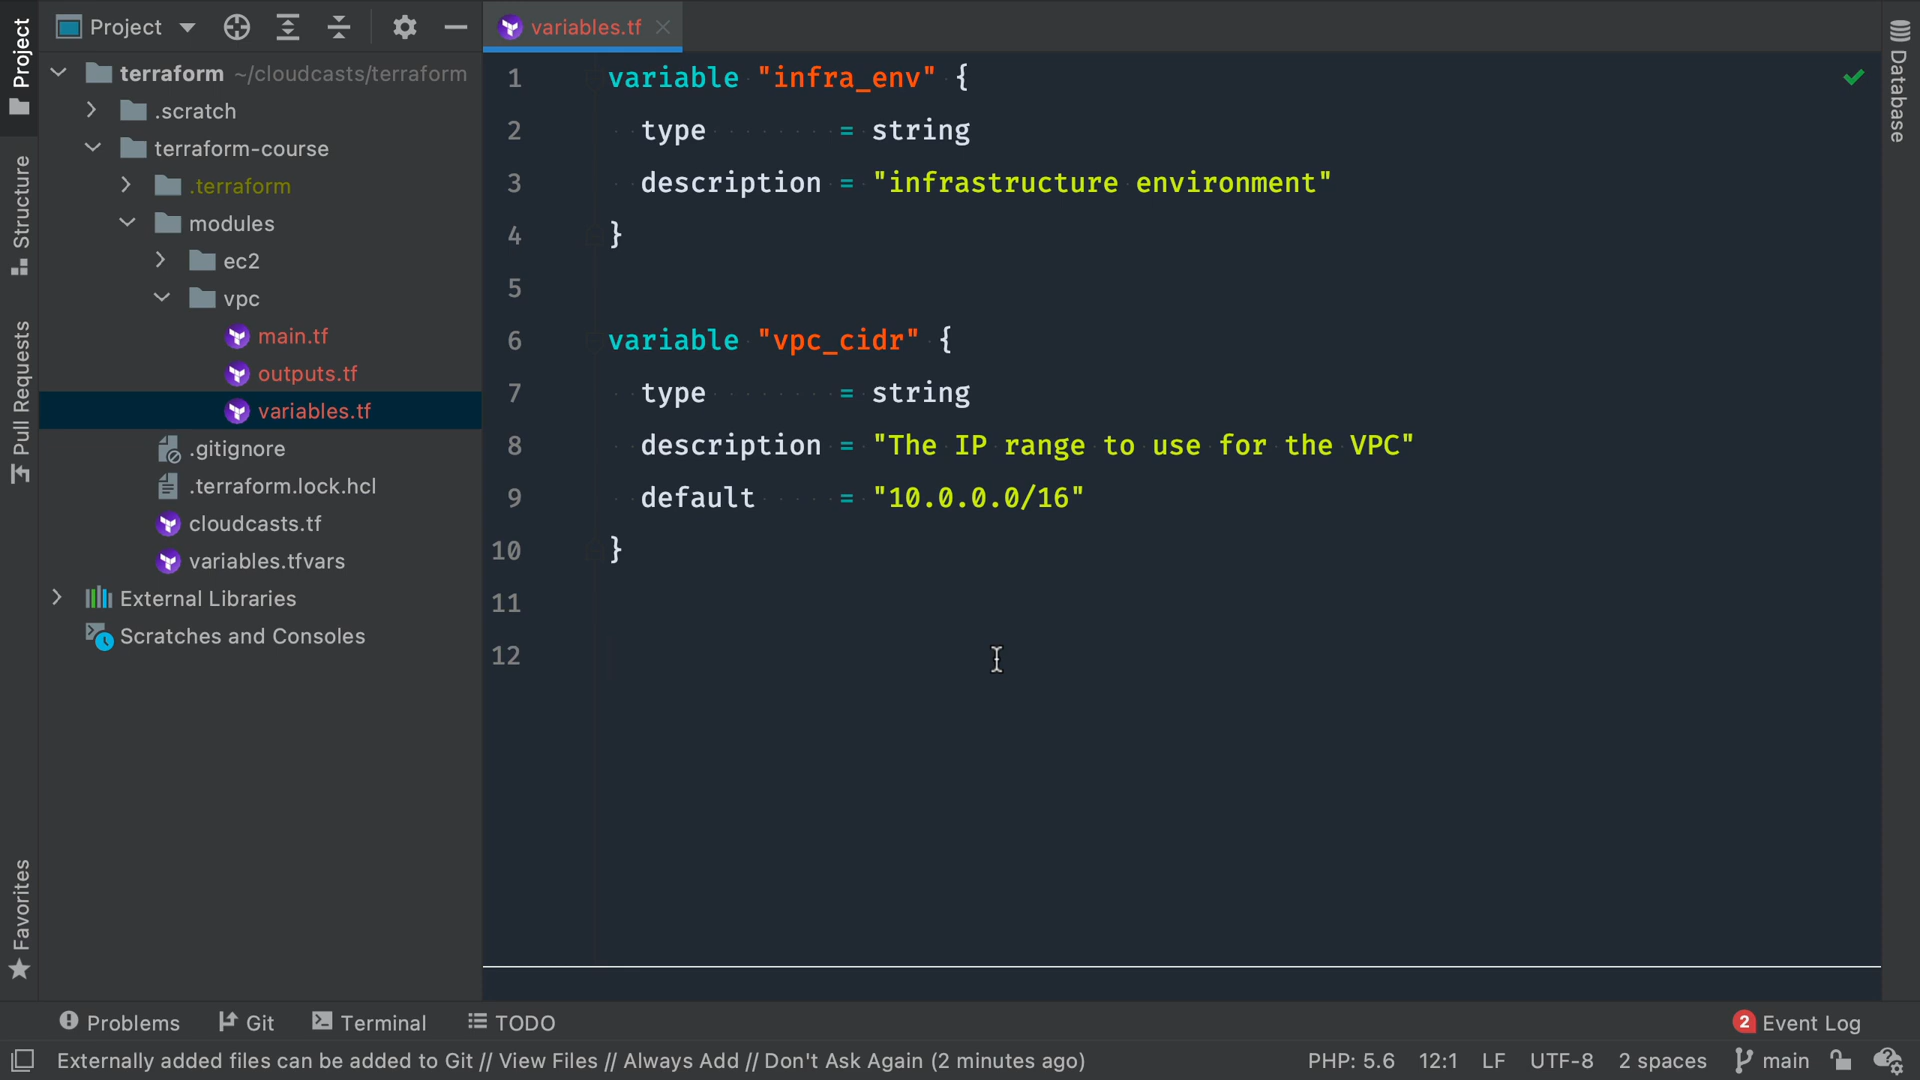 Project
Structure
Pull Requests
Favorites
Project
terraform ~/cloudcasts/terraform
.scratch
terraform-course
.terraform
modules
ec2
vpc
main.tf
outputs.tf
variables.tf
.gitignore
.terraform.lock.hcl
cloudcasts.tf
variables.tfvars
External Libraries
Scratches and Consoles
variables.tf
1 variable "infra_env" {
2 type = string
3 description = "infrastructure environment"
4 }
5
6 variable "vpc_cidr" {
7 type = string
8 description = "The IP range to use for the VPC"
9 default = "10.0.0.0/16"
10 }
11
12
Database
Problems Git Terminal TODO 2 Event Log
Externally added files can be added to Git // View Files // Always Add // Don't Ask Again (2 minutes ago) PHP: 5.6 12:1 LF UTF-8 2 spaces main